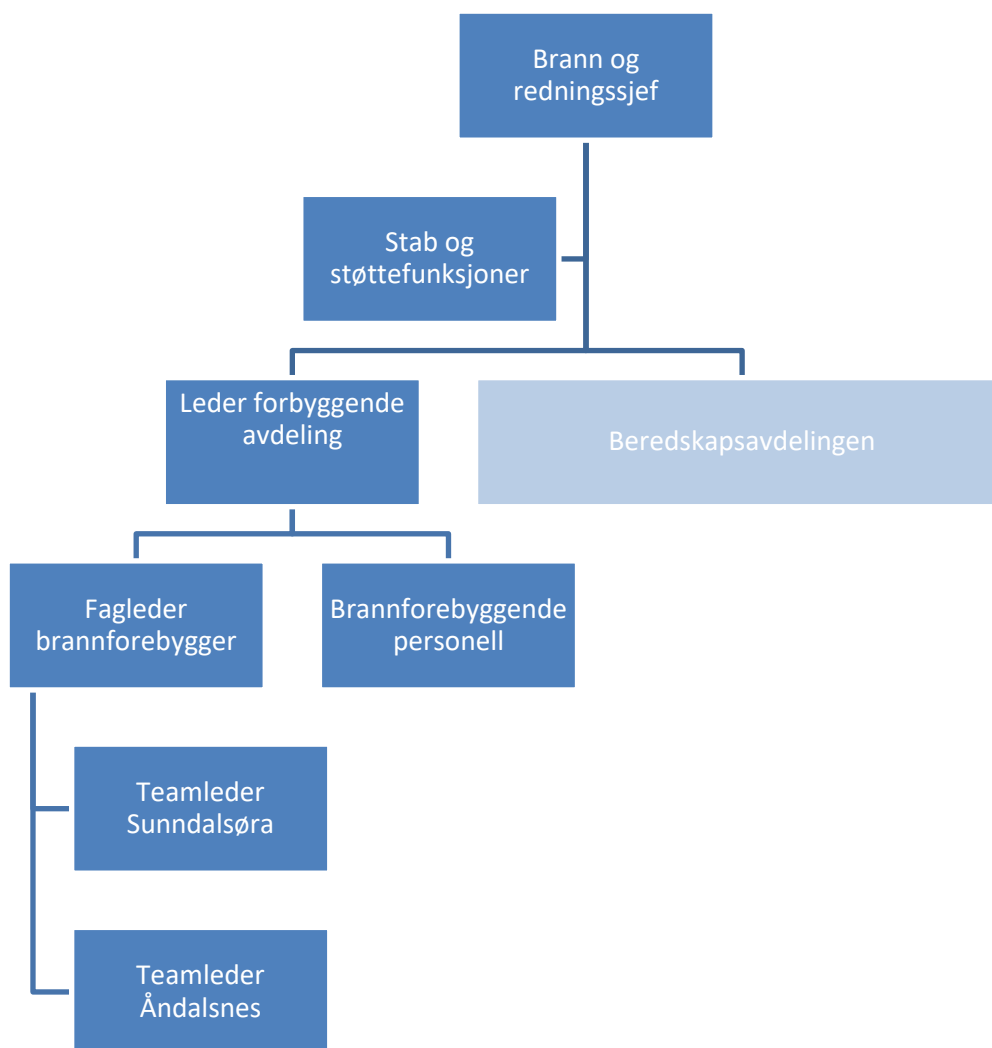 Brann og
redningssjef
Stab og
støttefunksjoner
Leder forbyggende
avdeling
Beredskapsavdelingen
Fagleder
brannforebygger
Brannforebyggende
personell
Teamleder
Sunndalsøra
Teamleder
Åndalsnes